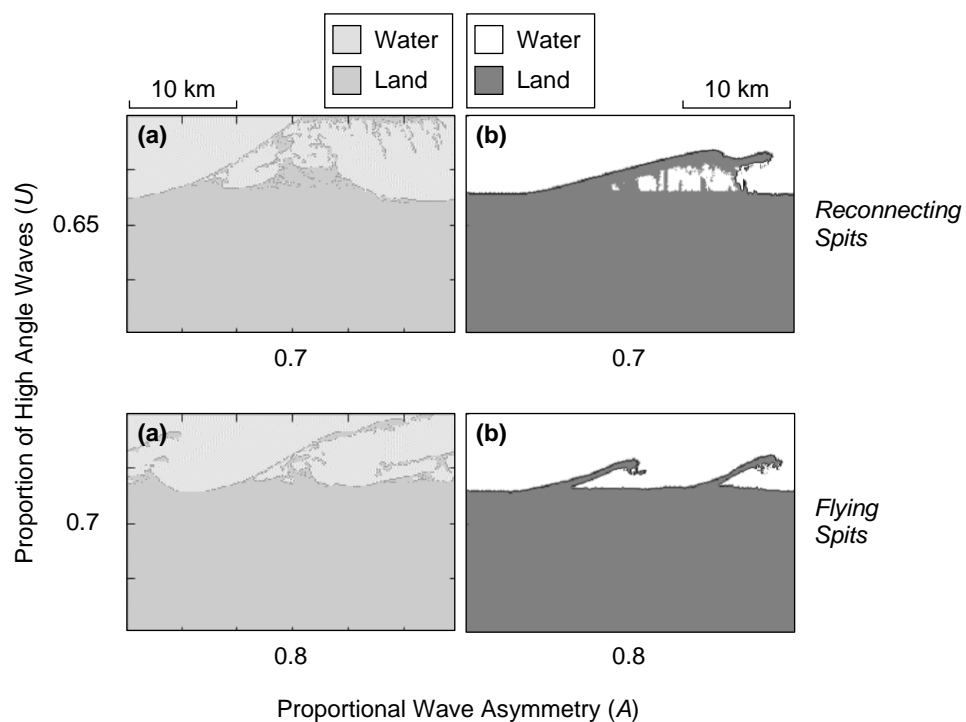 Water
Land
Water
Land
10 km
10 km
(a)
(b)
Proportion of High Angle Waves (U)
0.65
Reconnecting
Spits
0.7
0.7
(a)
(b)
0.7
Flying
Spits
0.8
0.8
Proportional Wave Asymmetry (A)